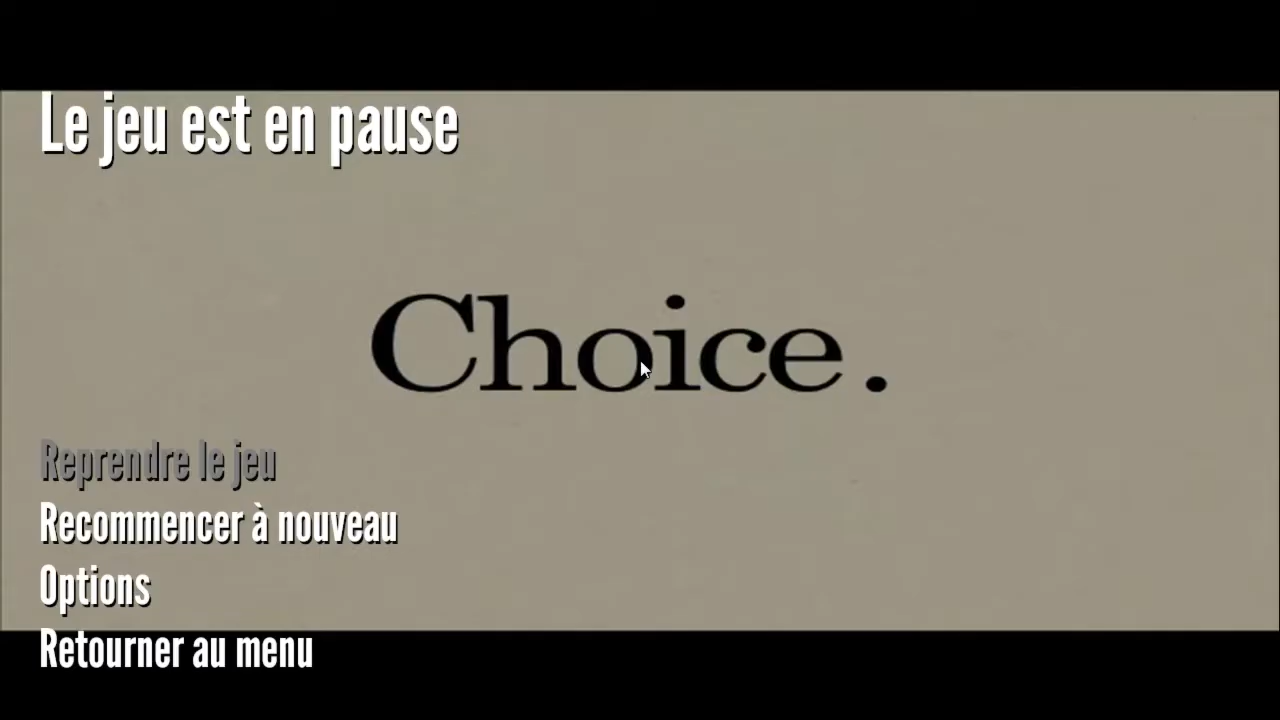 Le jeu est en pause
Choice.
Reprendre le jeu
Recommencer à nouveau
Options
Retourner au menu